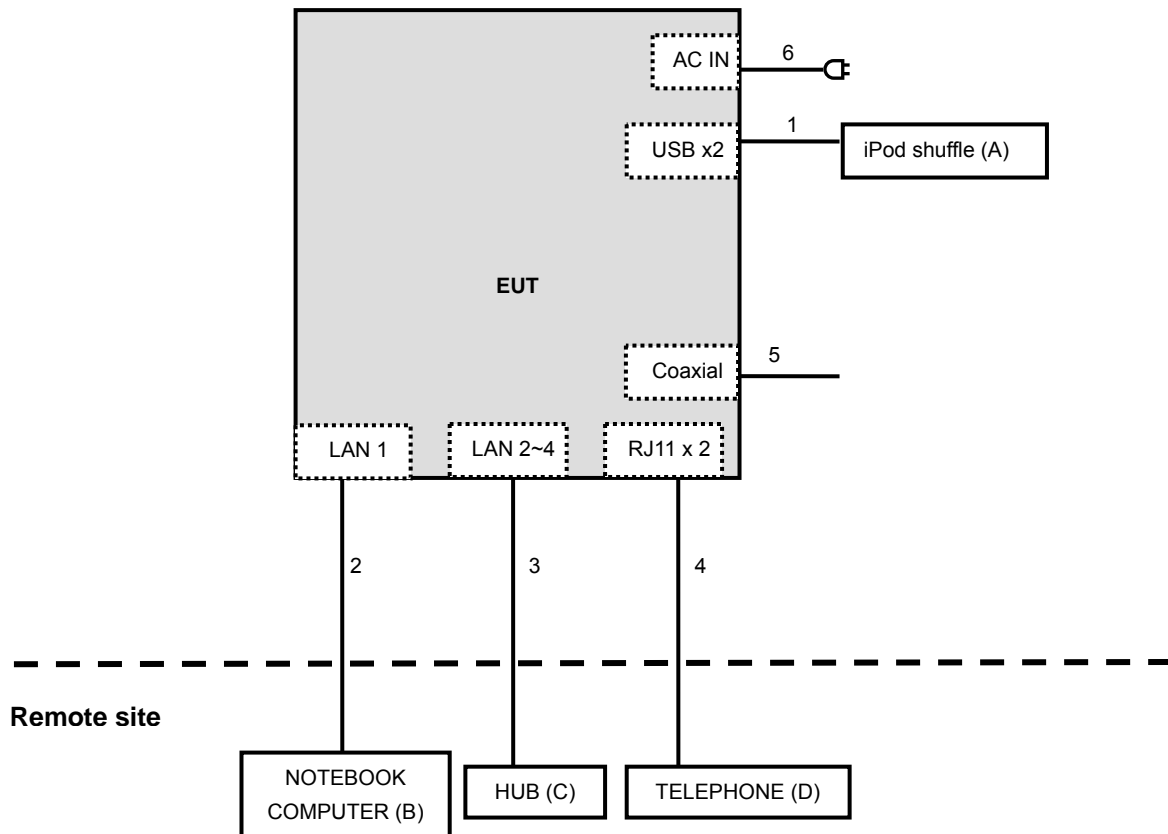 AC IN
6
USB x2
1
iPod shuffle (A)
EUT
Coaxial
5
LAN 1
LAN 2~4
RJ11 x 2
2
3
4
Remote site
NOTEBOOK
COMPUTER (B)
HUB (C)
TELEPHONE (D)